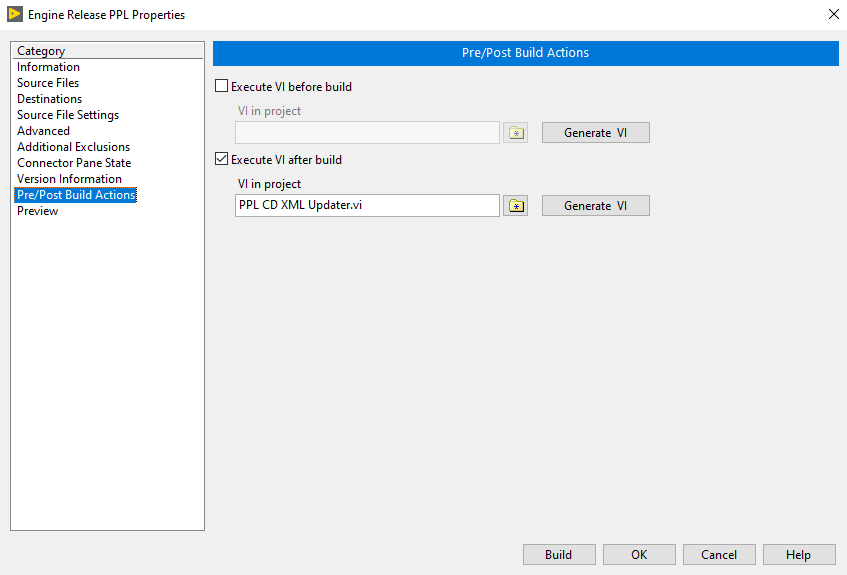 Engine Release PPL Properties
Category
Information
Source Files
Destinations
Source File Settings
Advanced
Additional Exclusions
Connector Pane State
Version Information
Pre/Post Build Actions
Preview
Pre/Post Build Actions
Execute VI before build
VI in project
Generate VI
Execute VI after build
VI in project
PPL CD XML Updater.vi
Generate VI
Build
OK
Cancel
Help